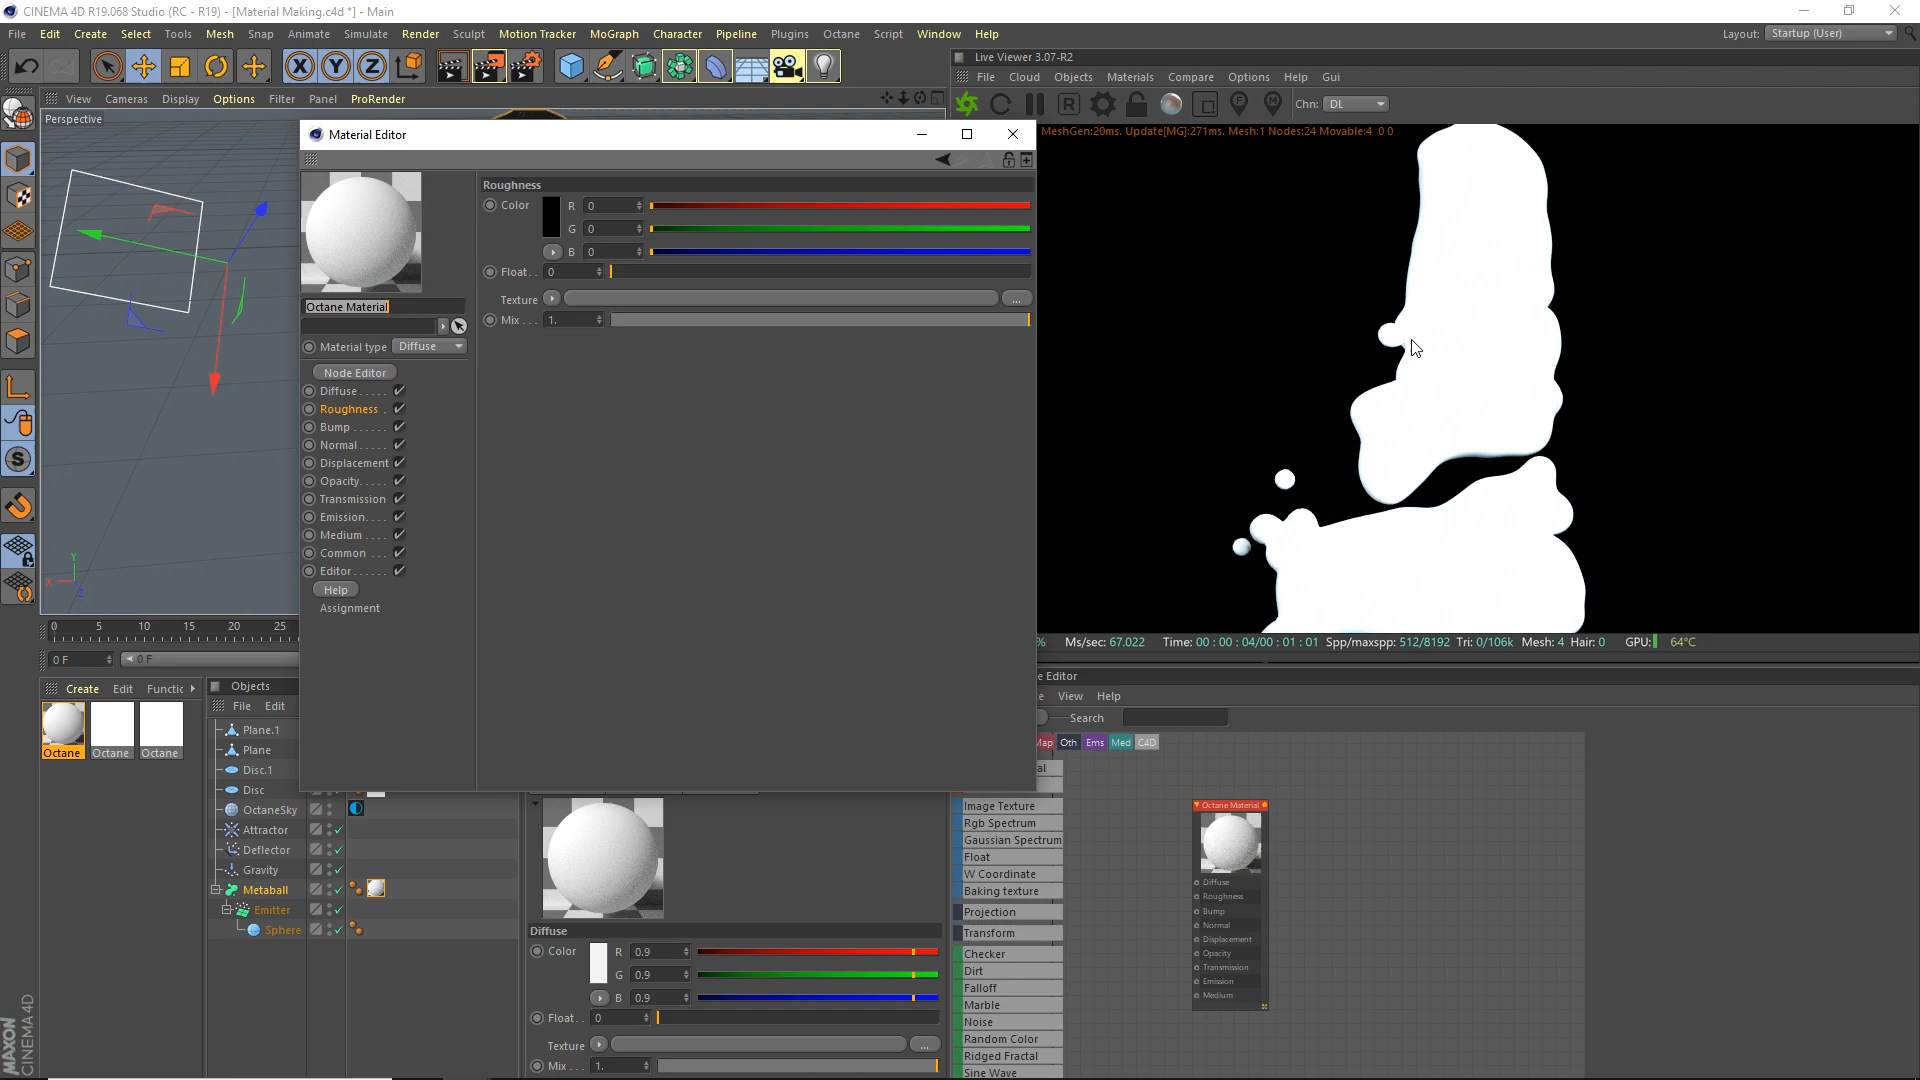 CINEMA 4D R19.068 Studio (RC - R19) - [Material Making.c4d *] - Main
File Edit Create Select Tools Snap Animate Simulate Render Sculpt Motion Tracker MoGraph Character Pipeline Plugins Octane Script Window Help
Layout: Startup (User)
Live Viewer 3.07-R2
File Cloud Objects Materials Compare Options Help Gui
Chn: DL
View Cameras Display Options Filter Panel ProRender
Perspective
MeshGen:20ms. Update[MG]:271ms. Mesh:1 Nodes:24 Movable:4 0 0
Material Editor
Roughness
Color R 0
G 0
B 0
Float.. 0
Texture ...
Mix... 1.
Octane Material
Material type Diffuse
Node Editor
Diffuse.....
Roughness .
Bump ......
Normal.....
Displacement
Opacity.....
Transmission
Emission....
Medium ....
Common ...
Editor......
Help
Assignment
X Y Z
R
S
0 5 10 15 20 25
0 F 0 F
% Ms/sec: 67.022 Time: 00 : 00 : 04/00 : 01 : 01 Spp/maxspp: 512/8192 Tri: 0/106k Mesh: 4 Hair: 0 GPU: 64°C
Create Edit Functic
Octane Octane Octane
Objects
File Edit
Plane.1
Plane
Disc.1
Disc
OctaneSky
Attractor
Deflector
Gravity
Metaball
Emitter
Sphere
Diffuse
Color R 0.9
G 0.9
B 0.9
Float.. 0
Texture ...
Mix... 1.
e Editor
View Help
Search
Map Oth Ems Med C4D
al
Image Texture
Rgb Spectrum
Gaussian Spectrum
Float
W Coordinate
Baking texture
Projection
Transform
Checker
Dirt
Falloff
Marble
Noise
Random Color
Ridged Fractal
Sine Wave
Octane Material
Diffuse
Roughness
Bump
Normal
Displacement
Opacity
Transmission
Emission
Medium
MAXON
CINEMA 4D